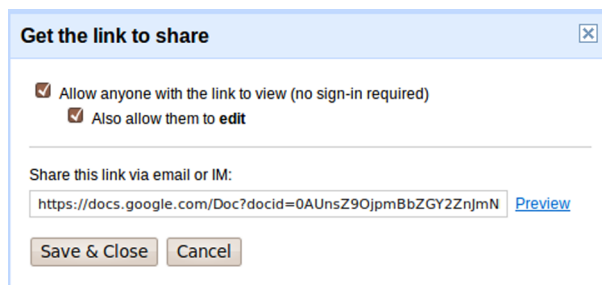 Get the link to share
Allow anyone with the link to view (no sign-in required)
Also allow them to edit
Share this link via email or IM:
https://docs.google.com/Doc?docid=0AUnsZ9OjpmBbZGY2ZnJmN Preview
Save & Close Cancel